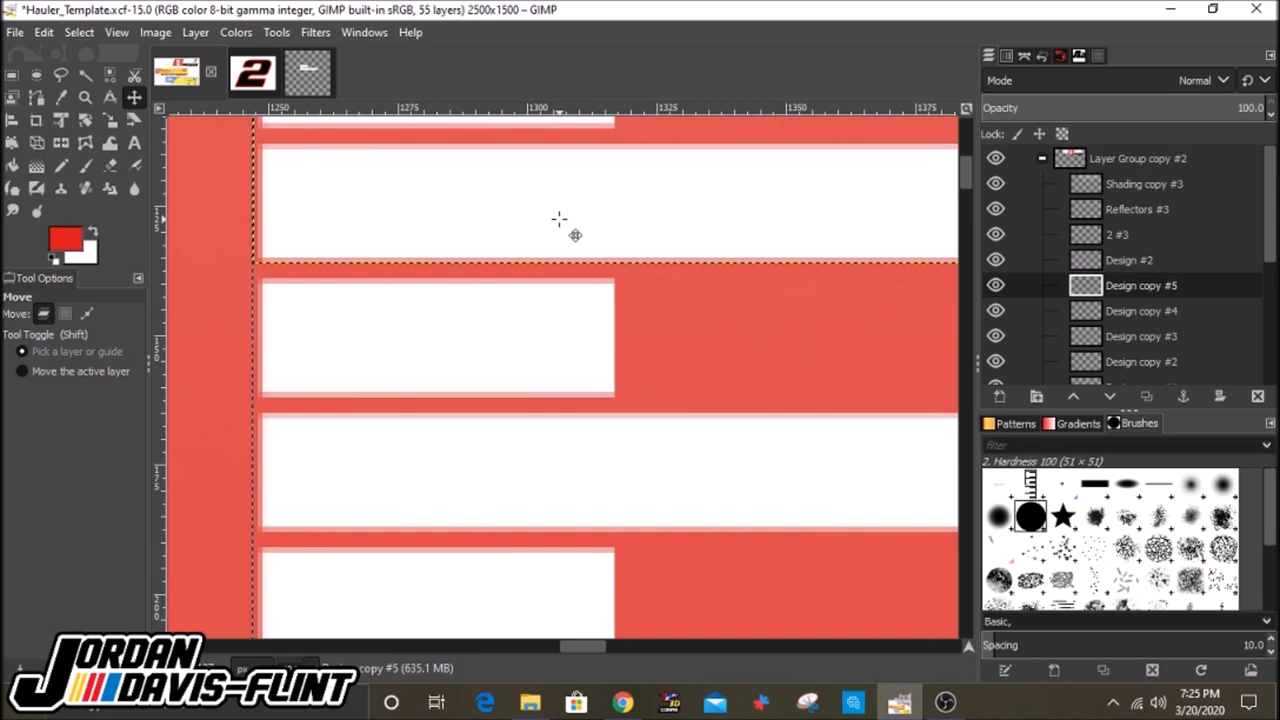 *Hauler_Template.xcf-15.0 (RGB color 8-bit gamma integer, GIMP built-in sRGB, 55 layers) 2500x1500 – GIMP
File Edit Select View Image Layer Colors Tools Filters Windows Help
2
Mode Normal
Opacity 100.0
Lock:
1250 1275 1300 1325 1350 1375
Layer Group copy #2
Shading copy #3
Reflectors #3
2 #3
Design #2
Design copy #5
Design copy #4
Design copy #3
Design copy #2
125
150
175
200
Tool Options
Move
Move:
Tool Toggle (Shift)
Pick a layer or guide
Move the active layer
Patterns Gradients Brushes
filter
2. Hardness 100 (51 × 51)
Basic,
Spacing 10.0
copy #5 (635.1 MB)
JORDAN
DAVIS-FLINT
7:25 PM
3/20/2020